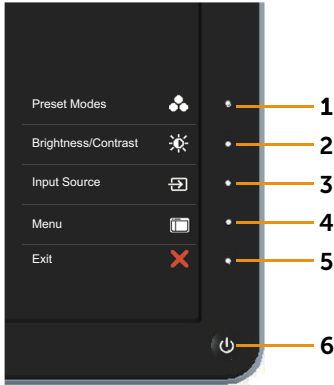 Preset Modes
1
Brightness/Contrast
2
Input Source
3
Menu
4
Exit
5
6